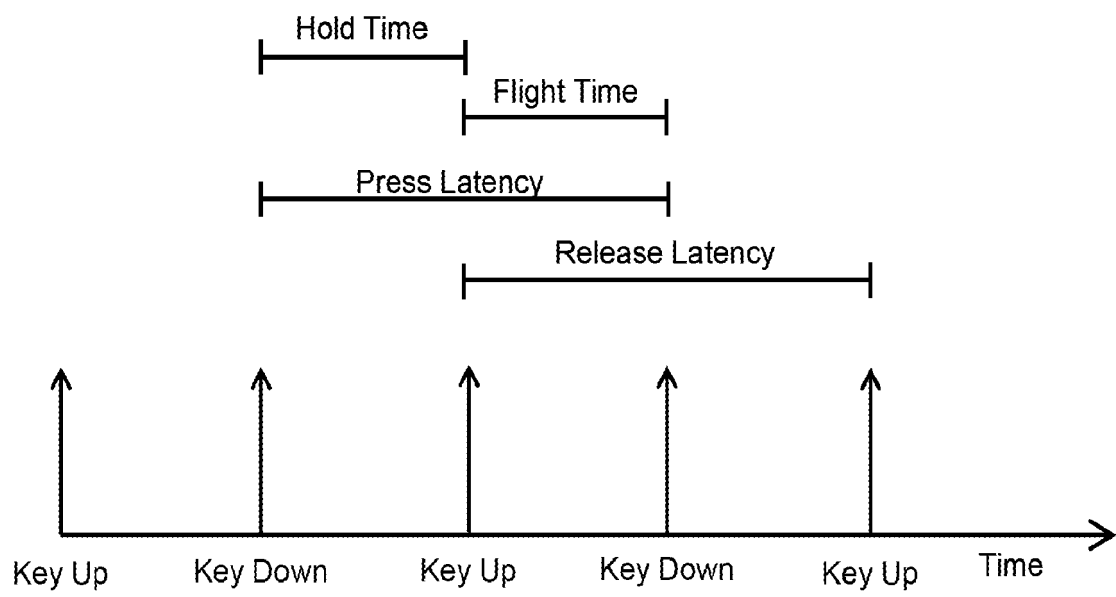 Hold Time
Flight Time
Press Latency
Release Latency
Key Up Key Down Key Up Key Down Key Up Time